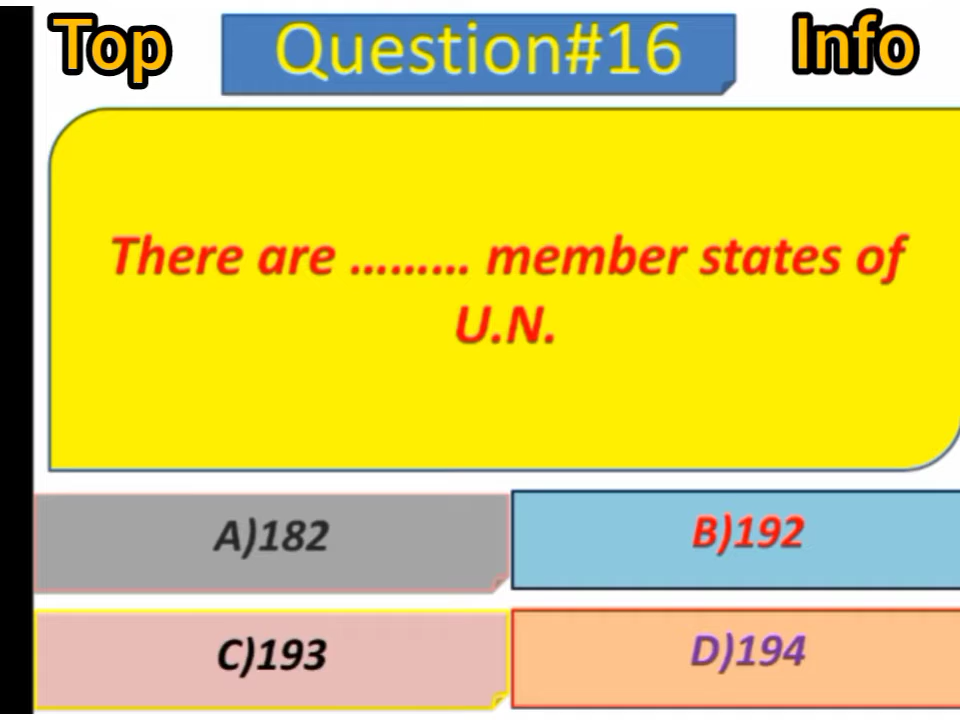 Top Question#16 Info
There are ......... member states of
U.N.
A)182 B)192
C)193 D)194